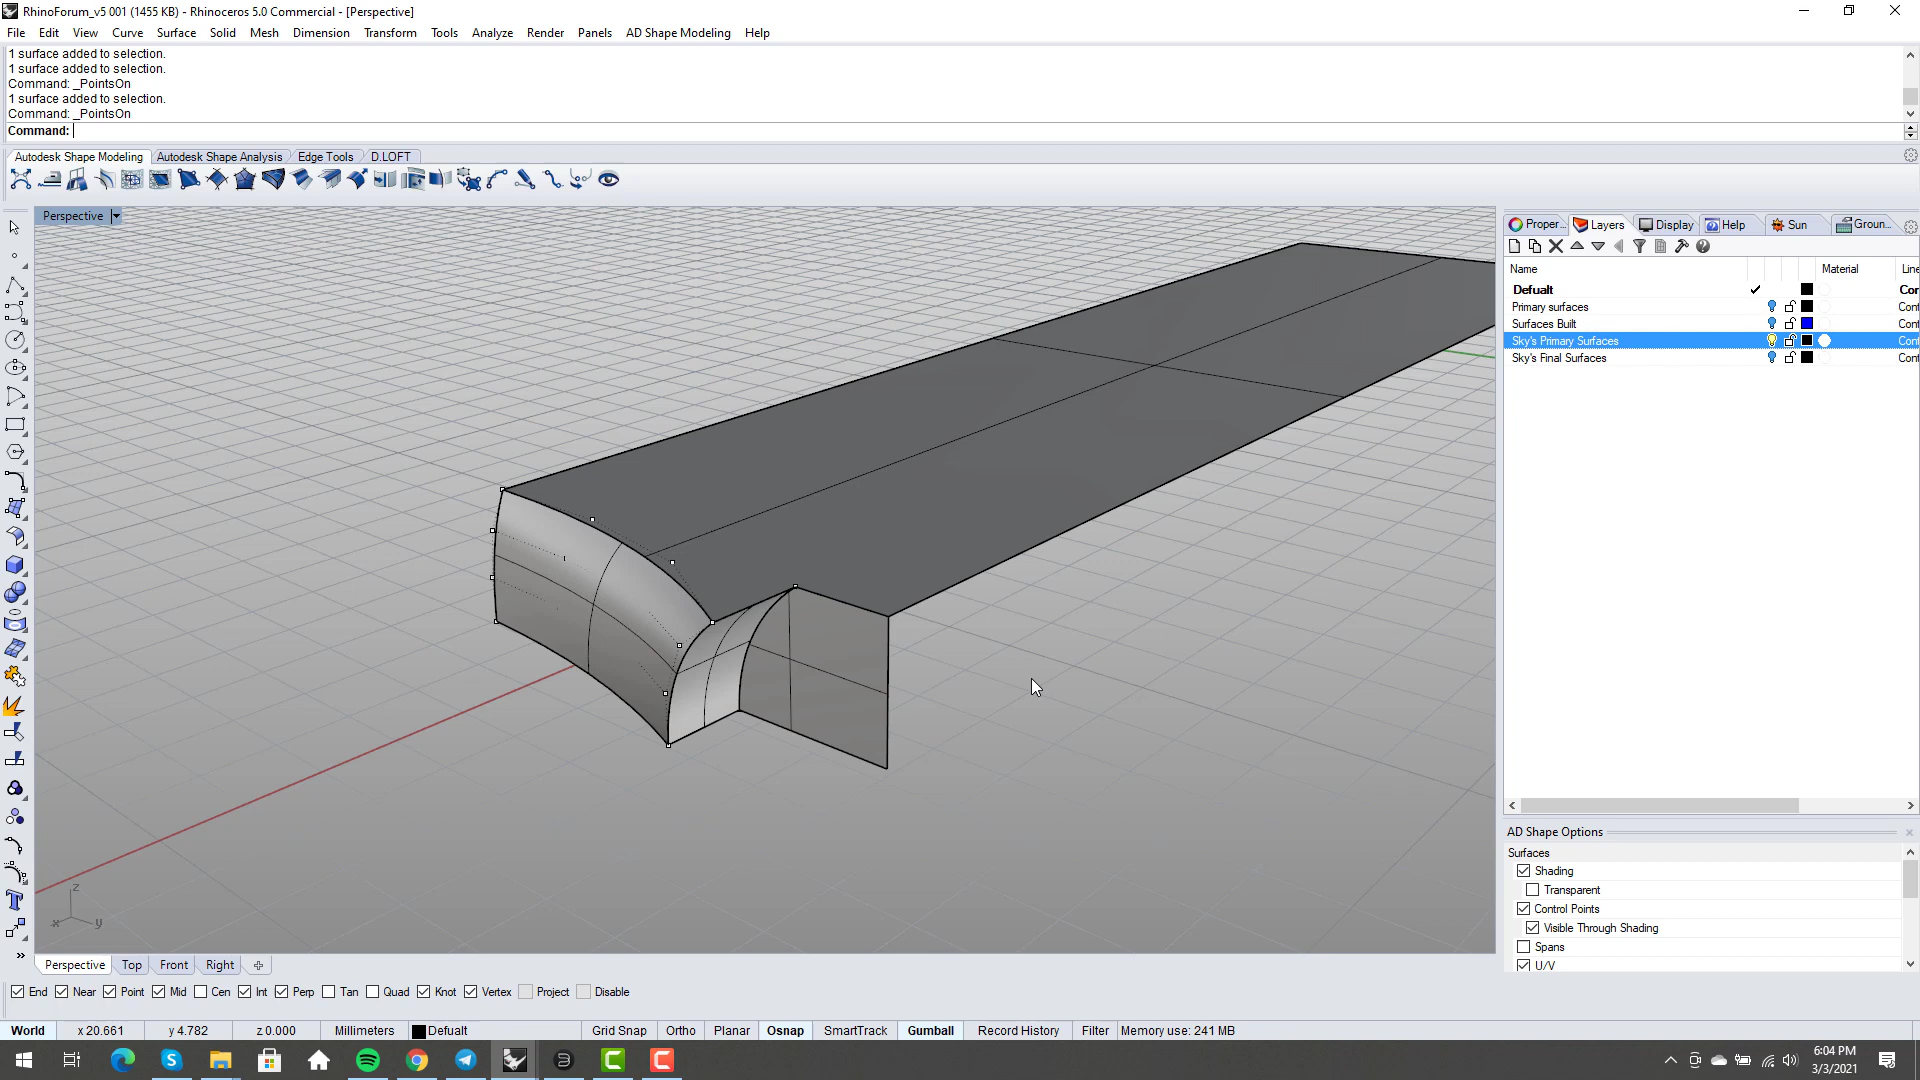 RhinoForum_v5 001 (1455 KB) - Rhinoceros 5.0 Commercial - [Perspective]
File Edit View Curve Surface Solid Mesh Dimension Transform Tools Analyze Render Panels AD Shape Modeling Help
1 surface added to selection.
1 surface added to selection.
Command: _PointsOn
1 surface added to selection.
Command: _PointsOn
Command:
Autodesk Shape Modeling Autodesk Shape Analysis Edge Tools D.LOFT
Perspective
Proper... Layers Display Help Sun Groun...
Name Material Line
Defualt Cor
Primary surfaces Cont
Surfaces Built Cont
Sky's Primary Surfaces Cont
Sky's Final Surfaces Cont
AD Shape Options
Surfaces
Shading
Transparent
Control Points
Visible Through Shading
Spans
U/V
z
x y
Perspective Top Front Right
End Near Point Mid Cen Int Perp Tan Quad Knot Vertex Project Disable
World x 20.661 y 4.782 z 0.000 Millimeters Defualt Grid Snap Ortho Planar Osnap SmartTrack Gumball Record History Filter Memory use: 241 MB
6:04 PM
3/3/2021